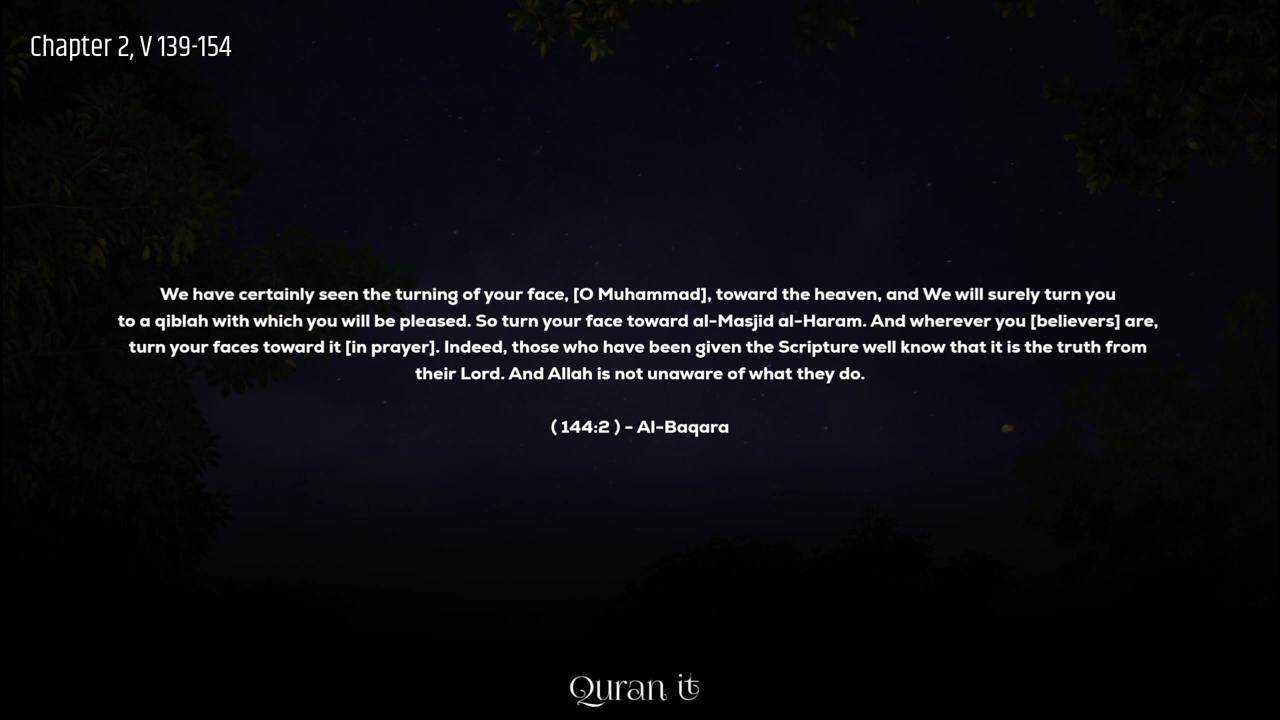 Chapter 2, V 139-154
We have certainly seen the turning of your face, [O Muhammad], toward the heaven, and We will surely turn you
to a qiblah with which you will be pleased. So turn your face toward al-Masjid al-Haram. And wherever you [believers] are,
turn your faces toward it [in prayer]. Indeed, those who have been given the Scripture well know that it is the truth from
their Lord. And Allah is not unaware of what they do.
( 144:2 ) - Al-Baqara
Quran it